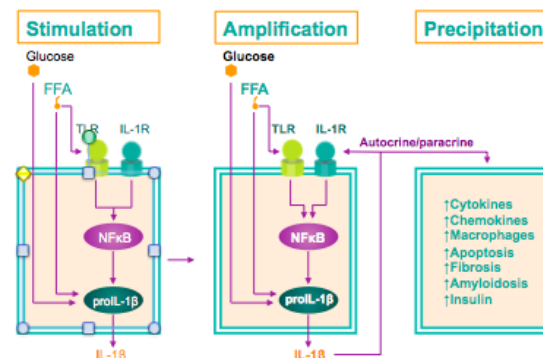 Stimulation
Glucose
FFA
TLR IL-1R
NFκB
proIL-1β
IL-1β
Amplification
Glucose
FFA
TLR IL-1R
NFκB
proIL-1β
IL-1β
Autocrine/paracrine
Precipitation
↑Cytokines
↑Chemokines
↑Macrophages
↑Apoptosis
↑Fibrosis
↑Amyloidosis
↑Insulin